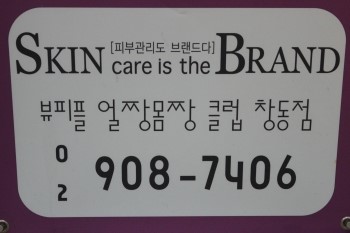 [피부관리도 브랜드다]
SKIN care is the BRAND
뷰피플 얼짱몸짱 클럽 창동점
02 908-7406